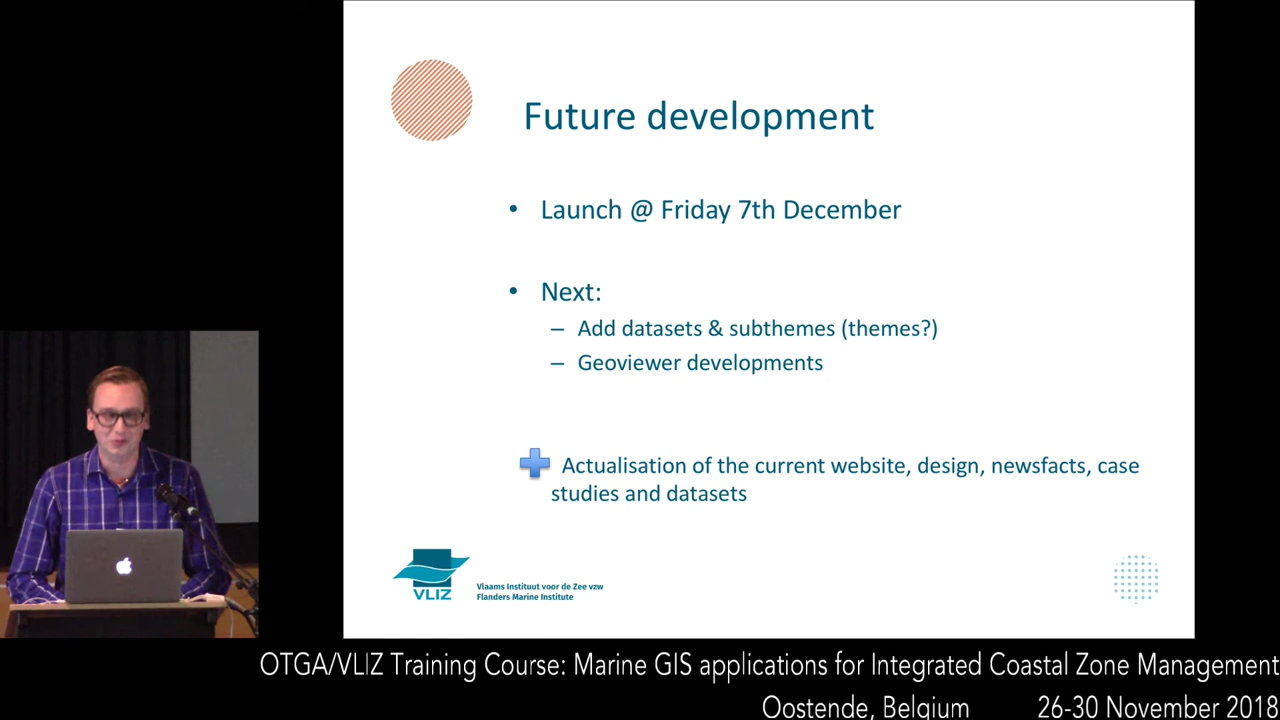 Future development
• Launch @ Friday 7th December
• Next:
– Add datasets & subthemes (themes?)
– Geoviewer developments
Actualisation of the current website, design, newsfacts, case
studies and datasets
VLIZ
Vlaams Instituut voor de Zee vzw
Flanders Marine Institute
OTGA/VLIZ Training Course: Marine GIS applications for Integrated Coastal Zone Management
Oostende, Belgium 26-30 November 2018